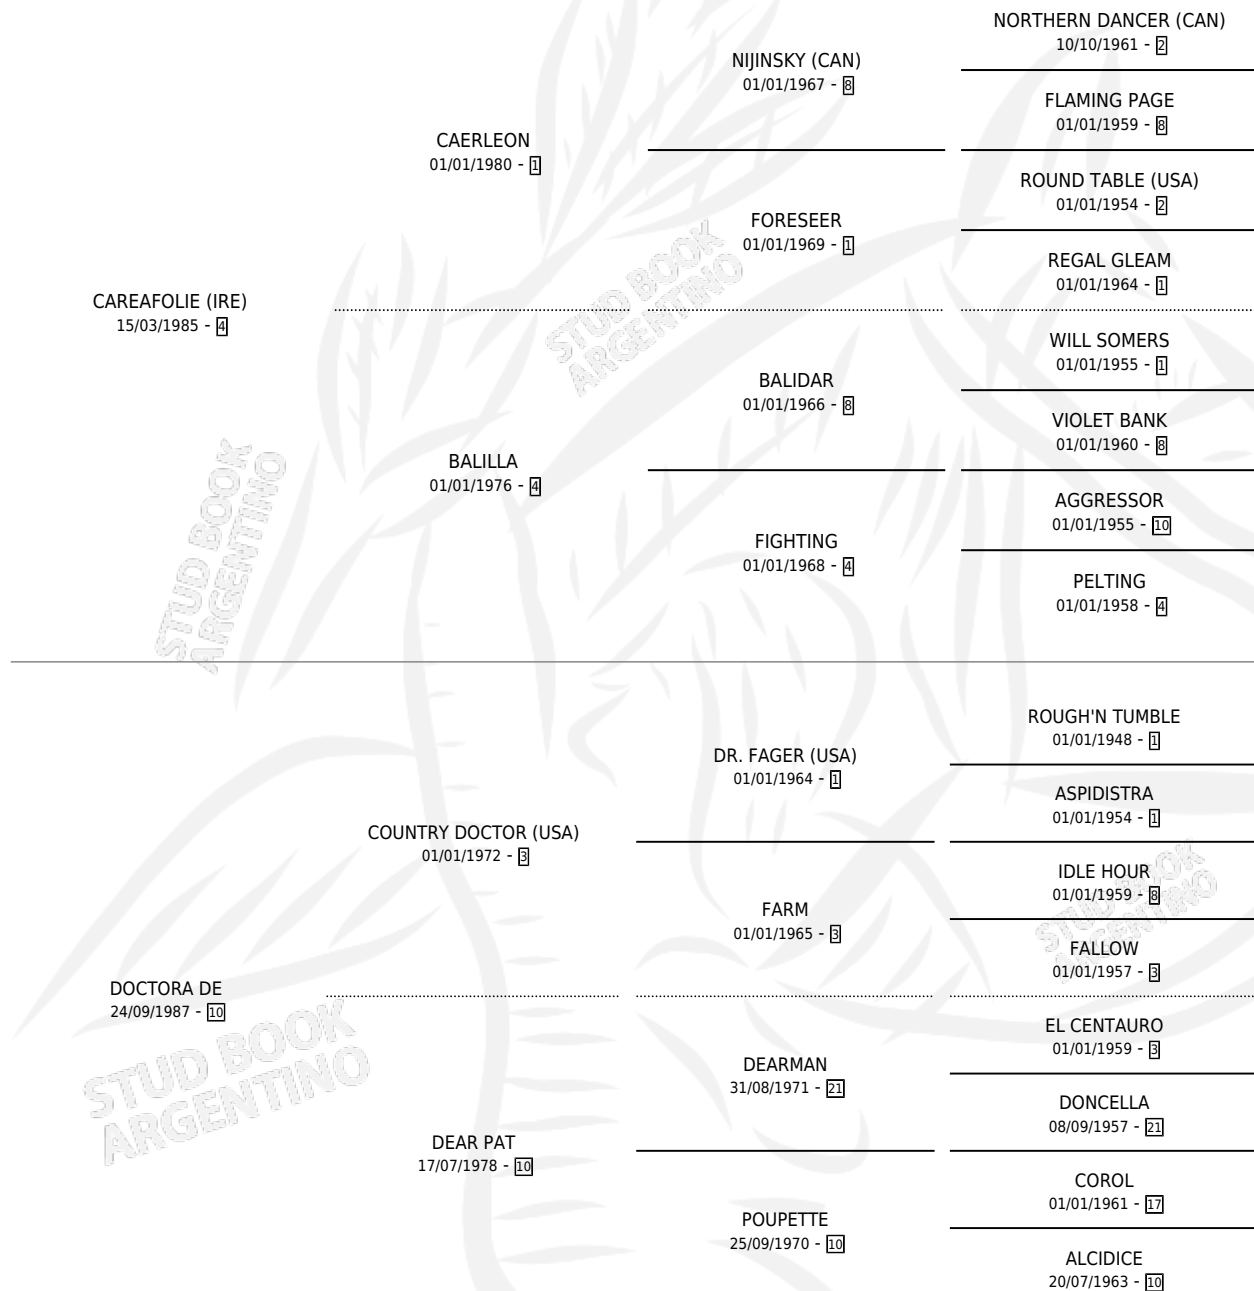 NORTHERN DANCER (CAN)
10/10/1961 - 2
NIJINSKY (CAN)
01/01/1967 - 8
FLAMING PAGE
01/01/1959 - 8
CAERLEON
01/01/1980 - 1
ROUND TABLE (USA)
01/01/1954 - 2
FORESEER
01/01/1969 - 1
REGAL GLEAM
01/01/1964 - 1
CAREAFOLIE (IRE)
15/03/1985 - 4
WILL SOMERS
01/01/1955 - 1
BALIDAR
01/01/1966 - 8
VIOLET BANK
01/01/1960 - 8
BALILLA
01/01/1976 - 4
AGGRESSOR
01/01/1955 - 10
FIGHTING
01/01/1968 - 4
PELTING
01/01/1958 - 4
ROUGH'N TUMBLE
01/01/1948 - 1
DR. FAGER (USA)
01/01/1964 - 1
ASPIDISTRA
01/01/1954 - 1
COUNTRY DOCTOR (USA)
01/01/1972 - 3
IDLE HOUR
01/01/1959 - 8
FARM
01/01/1965 - 3
FALLOW
01/01/1957 - 3
DOCTORA DE
24/09/1987 - 10
EL CENTAURO
01/01/1959 - 3
DEARMAN
31/08/1971 - 21
DONCELLA
08/09/1957 - 21
DEAR PAT
17/07/1978 - 10
COROL
01/01/1961 - 17
POUPETTE
25/09/1970 - 10
ALCIDICE
20/07/1963 - 10
STUD BOOK
ARGENTINO
STUD BOOK
ARGENTINO
STUD BOOK
ARGENTINO
STUD BOOK
ARGENTINO